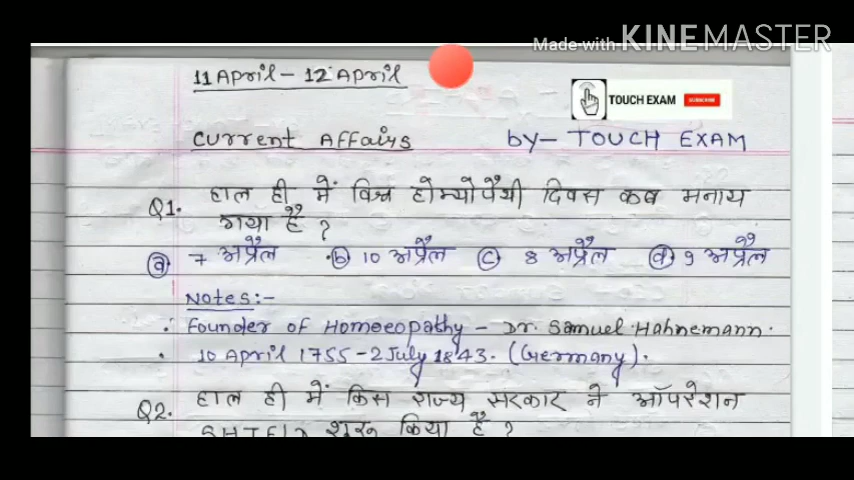 Made with KINEMASTER
11 April - 12 April
TOUCH EXAM SUBSCRIBE
Current Affairs by- TOUCH EXAM
Q1. हाल ही में विश्व होम्योपैथी दिवस कब मनाय
गया है ?
ⓐ 7 अप्रैल ⓑ 10 अप्रैल ⓒ 8 अप्रैल ⓓ 9 अप्रैल
Notes:-
Founder of Homoeopathy - Dr. Samuel Hahnemann.
10 April 1755 - 2 July 1843. (Germany).
Q2. हाल ही में किस राज्य सरकार ने ऑपरेशन
शुरू किया है ?